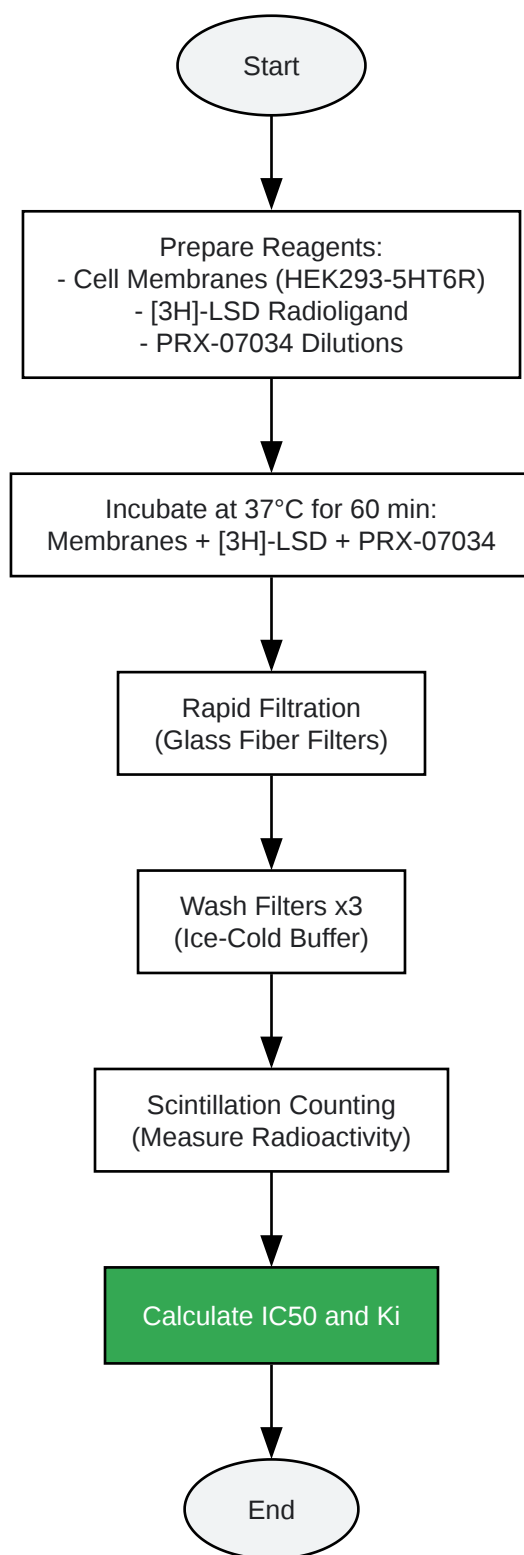 Start
Prepare Reagents:
- Cell Membranes (HEK293-5HT6R)
- [3H]-LSD Radioligand
- PRX-07034 Dilutions
Incubate at 37°C for 60 min:
Membranes + [3H]-LSD + PRX-07034
Rapid Filtration
(Glass Fiber Filters)
Wash Filters x3
(Ice-Cold Buffer)
Scintillation Counting
(Measure Radioactivity)
Calculate IC50 and Ki
End